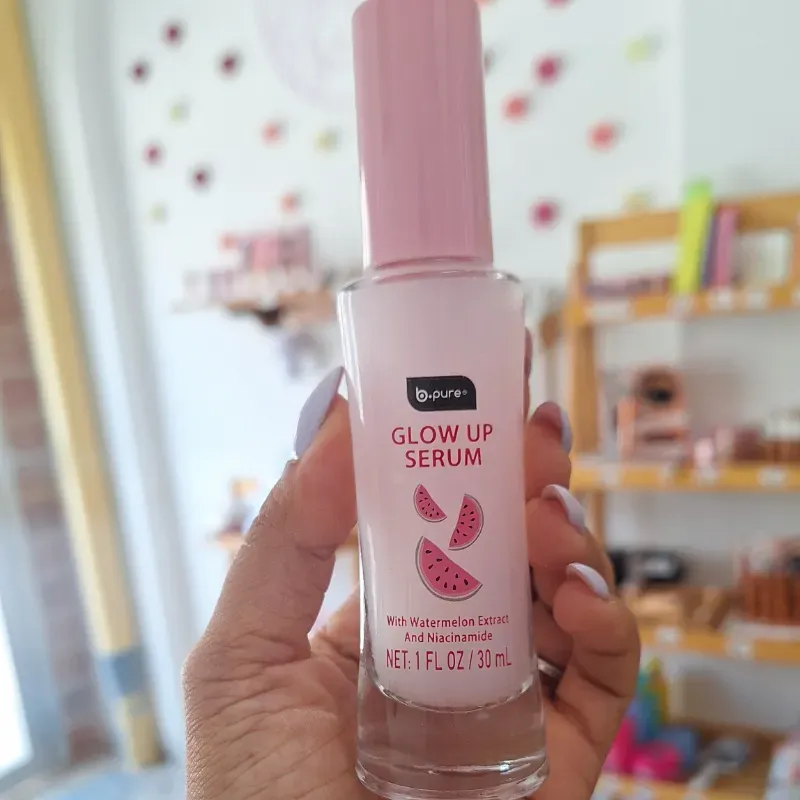 b.pure®
GLOW UP
SERUM
With Watermelon Extract
And Niacinamide
NET: 1 FL OZ / 30 mL